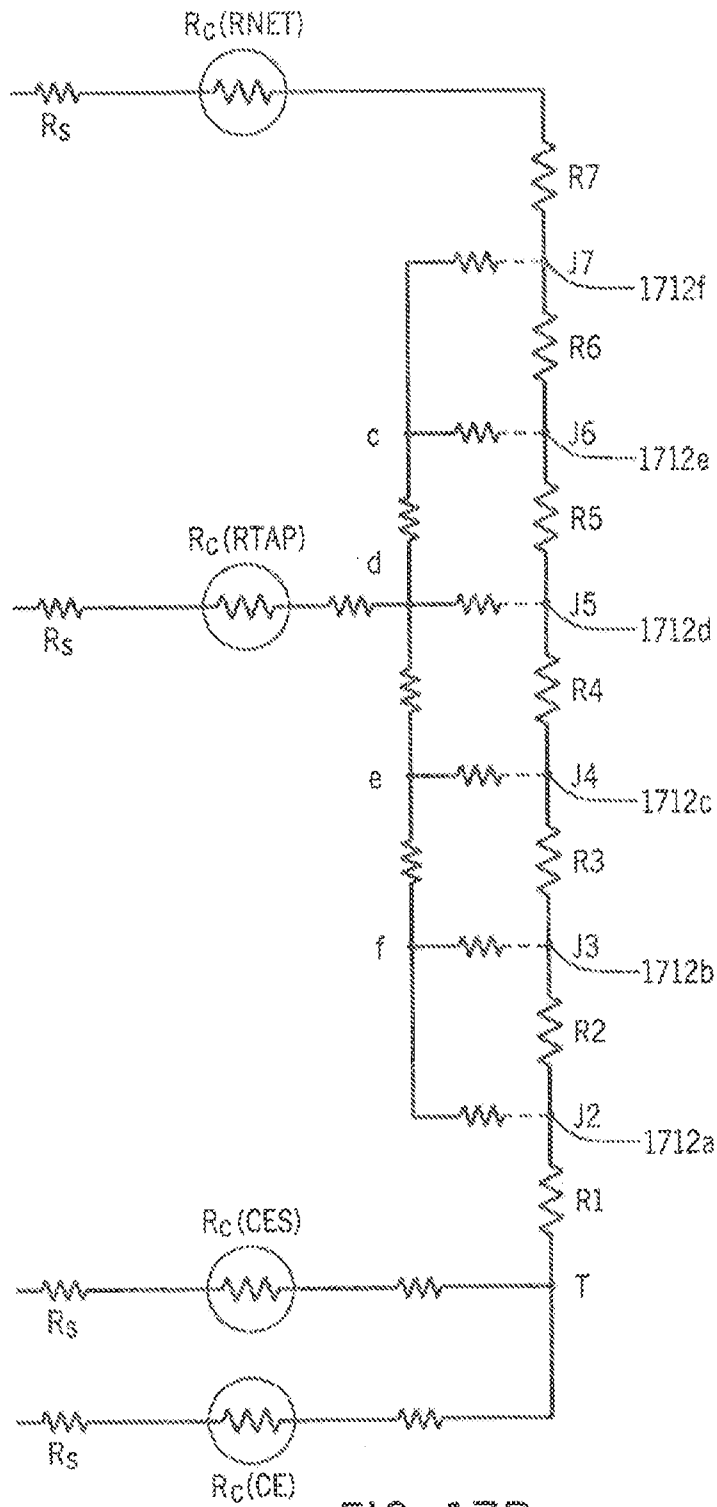 Rc(RNET)
Rs
R7
J7
1712f
R6
c
J6
1712e
R5
Rc(RTAP)
d
Rs
J5
1712d
R4
e
J4
1712c
R3
f
J3
1712b
R2
J2
1712a
R1
Rc(CES)
T
Rs
Rs
Rc(CE)